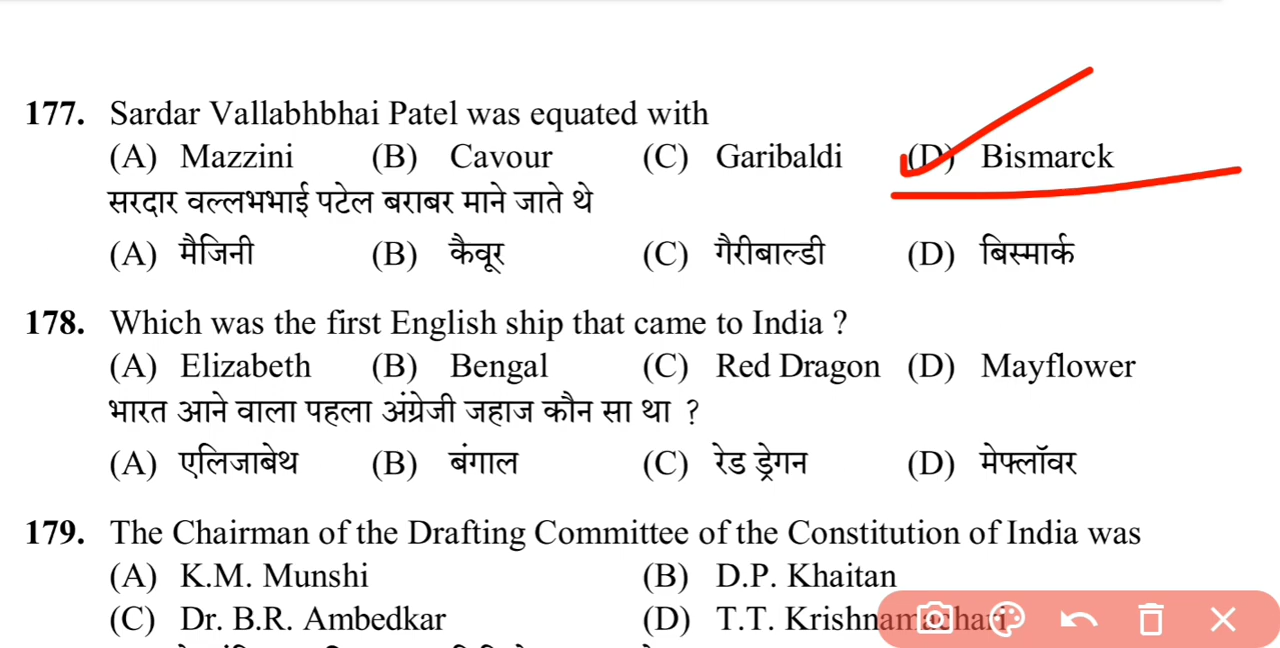 177. Sardar Vallabhbhai Patel was equated with
(A) Mazzini (B) Cavour (C) Garibaldi (D) Bismarck
सरदार वल्लभभाई पटेल बराबर माने जाते थे
(A) मैजिनी (B) कैवूर (C) गैरीबाल्डी (D) बिस्मार्क
178. Which was the first English ship that came to India ?
(A) Elizabeth (B) Bengal (C) Red Dragon (D) Mayflower
भारत आने वाला पहला अंग्रेजी जहाज कौन सा था ?
(A) एलिजाबेथ (B) बंगाल (C) रेड ड्रेगन (D) मेफ्लॉवर
179. The Chairman of the Drafting Committee of the Constitution of India was
(A) K.M. Munshi (B) D.P. Khaitan
(C) Dr. B.R. Ambedkar (D) T.T. Krishnamachari